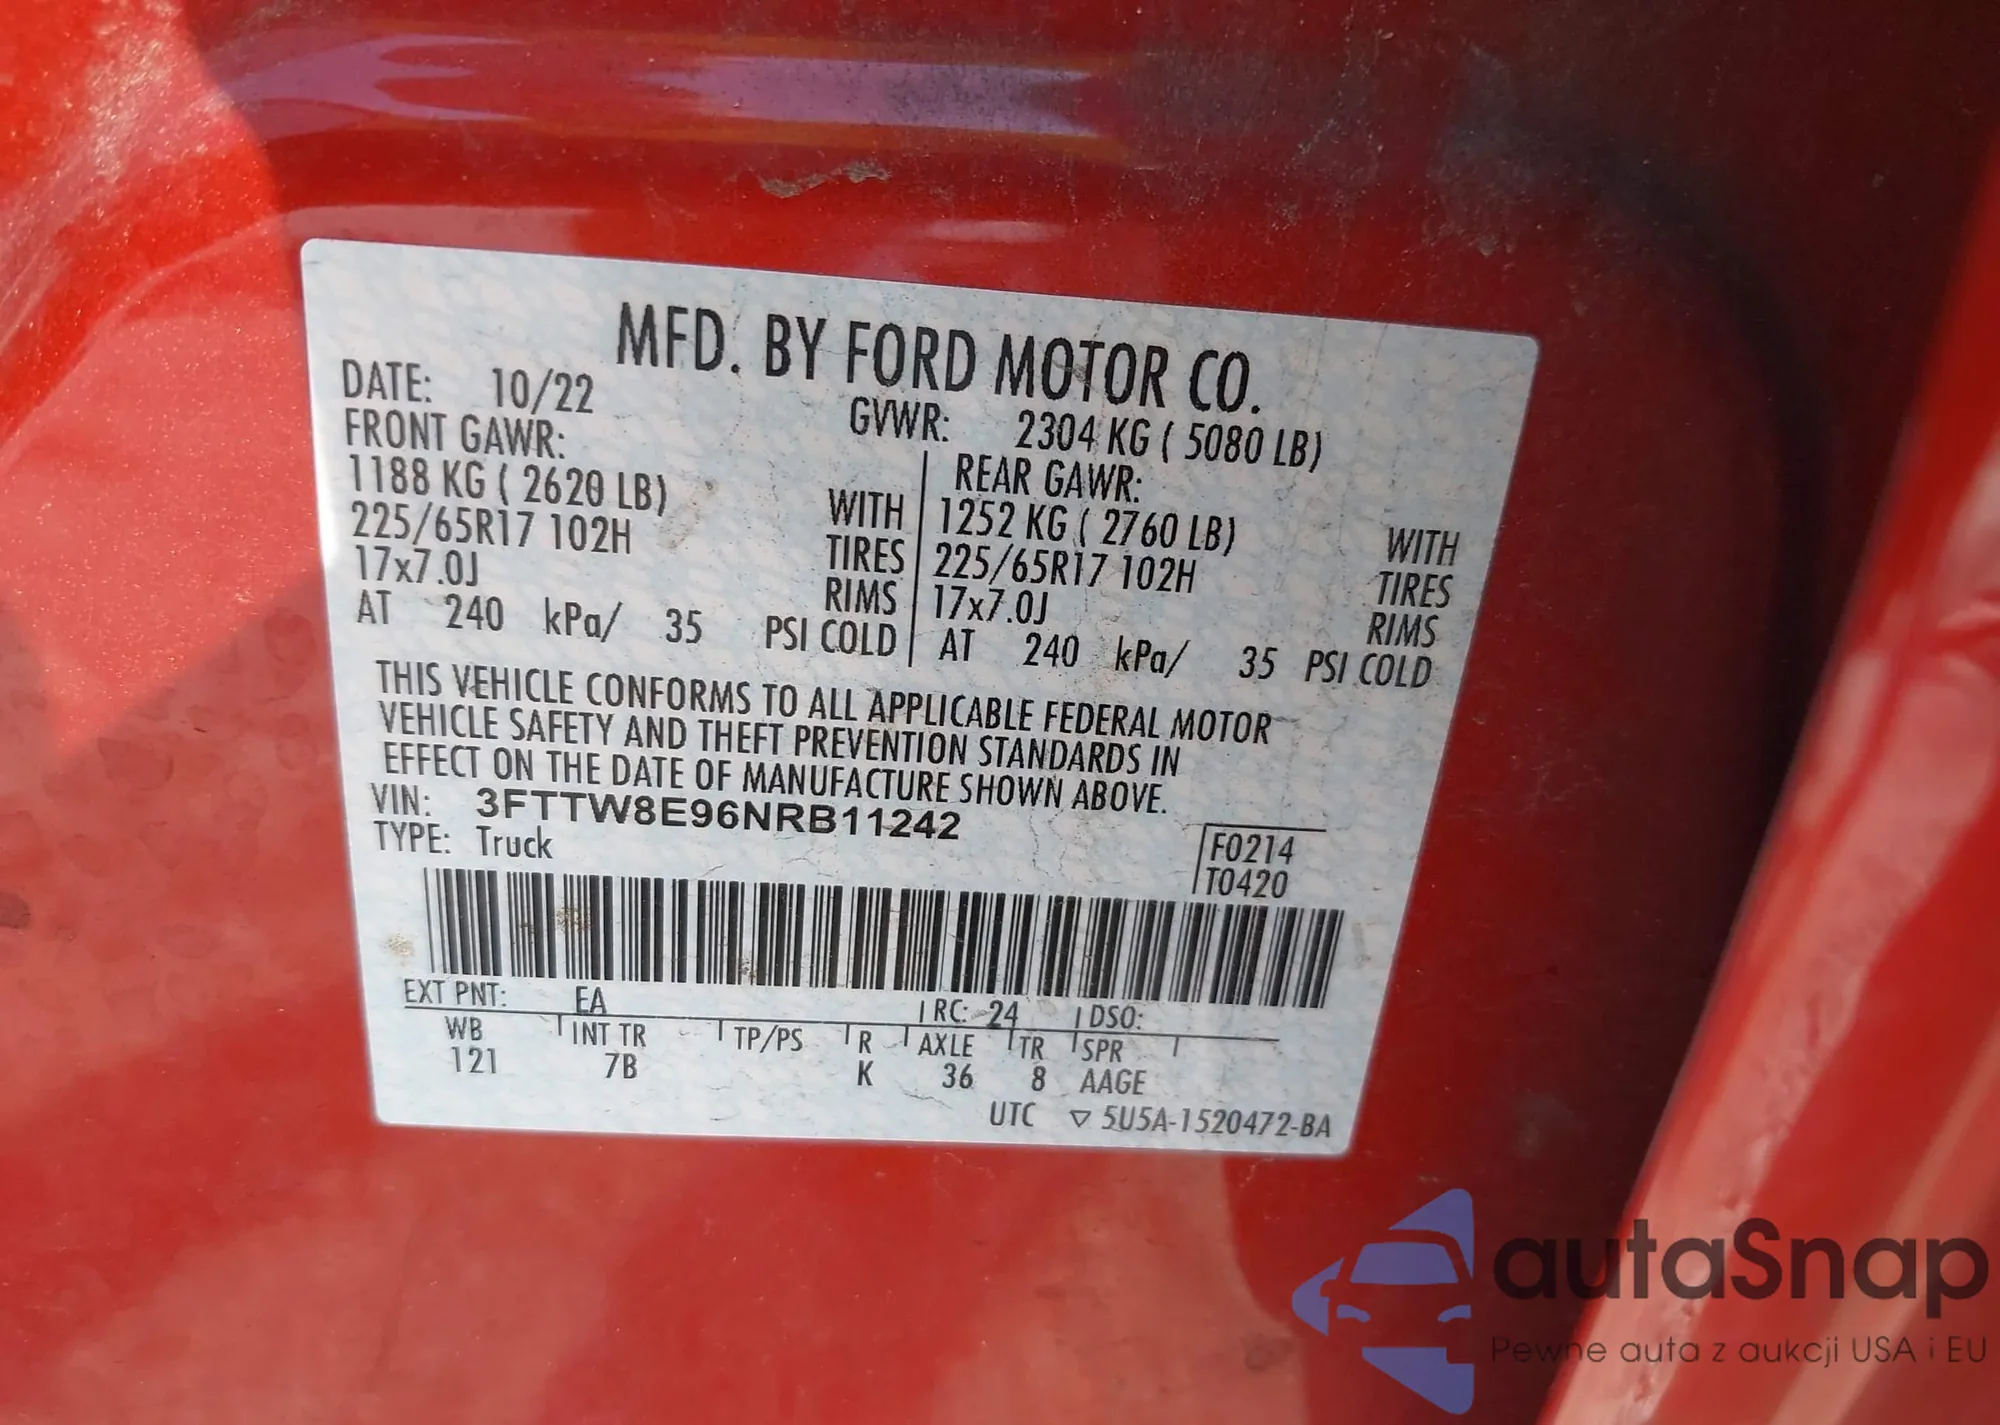 MFD. BY FORD MOTOR CO.
DATE: 10/22 GVWR: 2304 KG ( 5080 LB)
FRONT GAWR: REAR GAWR:
1188 KG ( 2620 LB) WITH 1252 KG ( 2760 LB) WITH
225/65R17 102H TIRES 225/65R17 102H TIRES
17x7.0J RIMS 17x7.0J RIMS
AT 240 kPa/ 35 PSI COLD AT 240 kPa/ 35 PSI COLD
THIS VEHICLE CONFORMS TO ALL APPLICABLE FEDERAL MOTOR
VEHICLE SAFETY AND THEFT PREVENTION STANDARDS IN
EFFECT ON THE DATE OF MANUFACTURE SHOWN ABOVE.
VIN: 3FTTW8E96NRB11242
TYPE: Truck
F0214
T0420
EXT PNT: EA RC: 24 DSO:
WB INT TR TP/PS R AXLE TR SPR
121 7B K 36 8 AAGE
UTC ▽ 5U5A-1520472-BA
autaSnap
Pewne auta z aukcji USA i EU